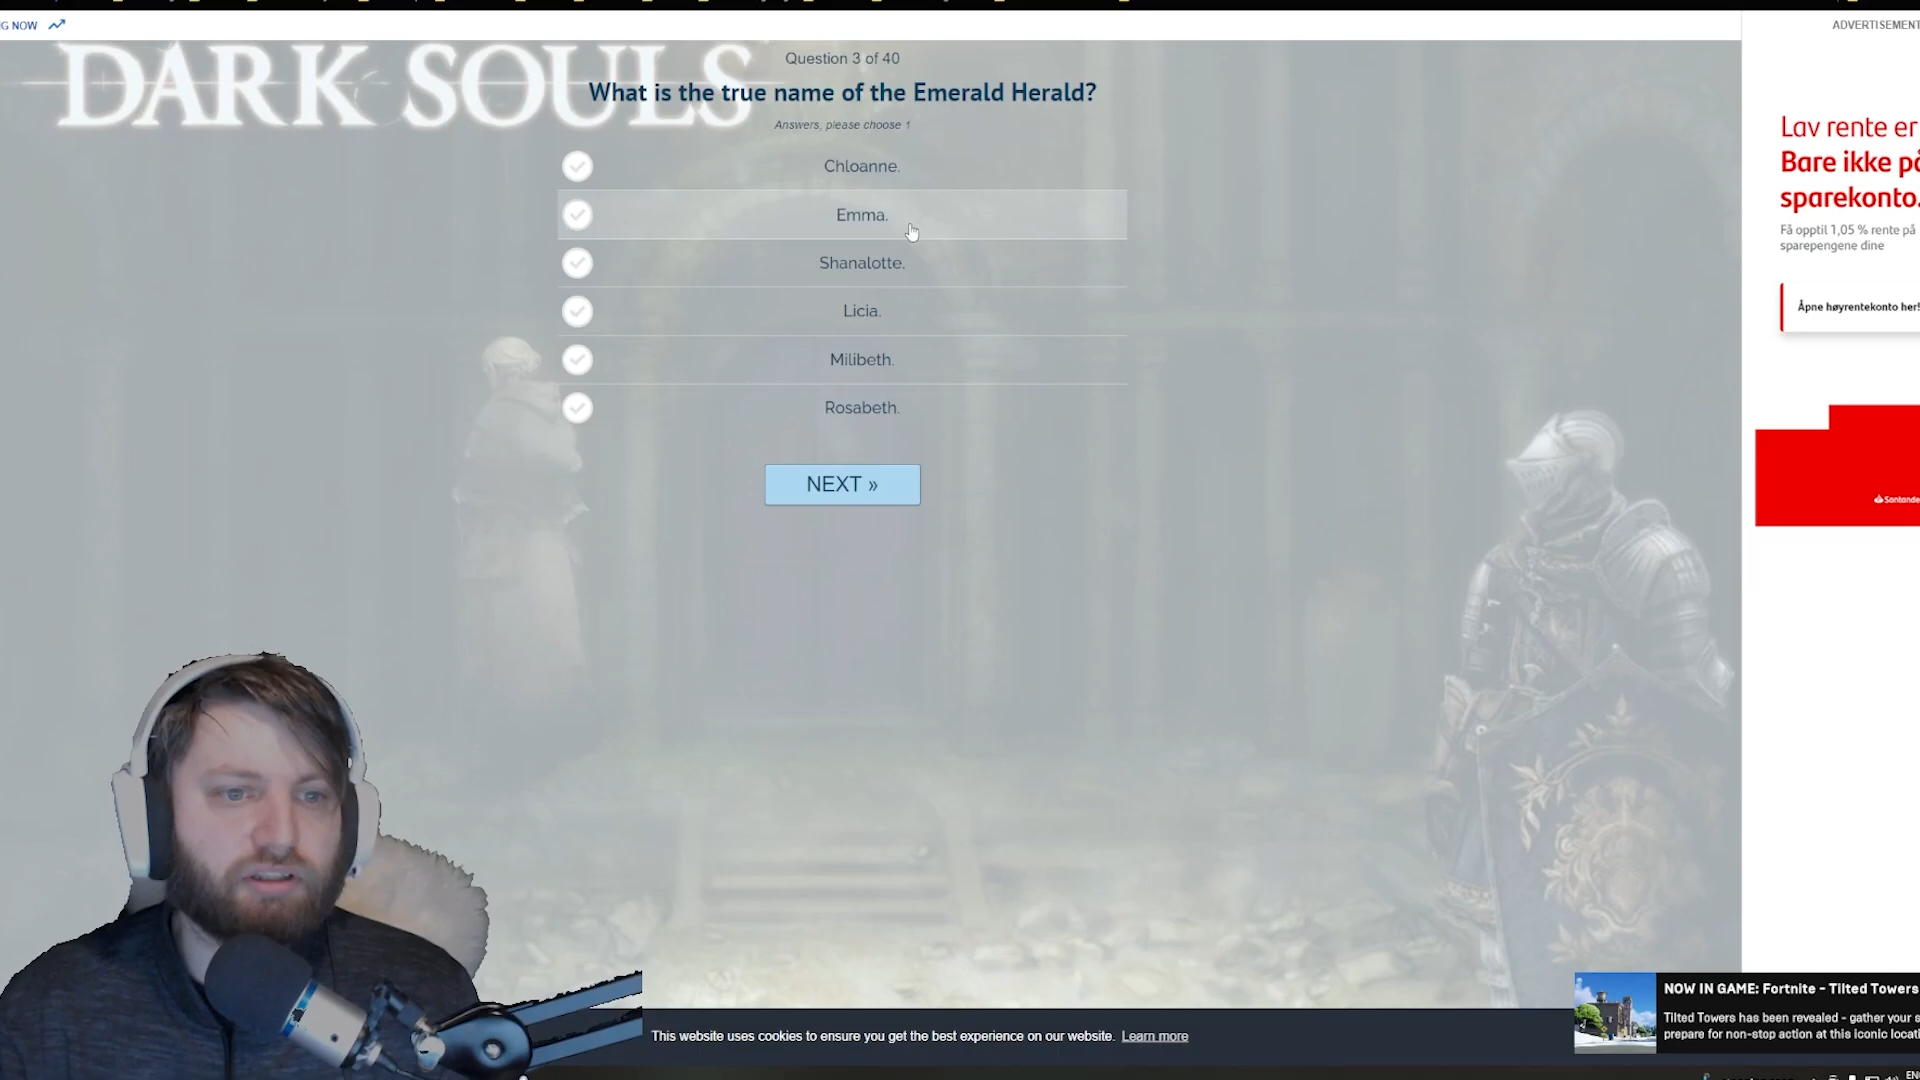 G NOW
ADVERTISEMENT
DARK SOULS
Question 3 of 40
What is the true name of the Emerald Herald?
Answers, please choose 1
Chloanne.
Emma.
Shanalotte.
Licia.
Milibeth.
Rosabeth.
NEXT »
Lav rente er
Bare ikke på
sparekonto.
Få opptil 1,05 % rente på
sparepengene dine
Åpne høyrentekonto her!
Santande
NOW IN GAME: Fortnite - Tilted Towers
Tilted Towers has been revealed - gather your s
prepare for non-stop action at this iconic locati
This website uses cookies to ensure you get the best experience on our website. Learn more
EN